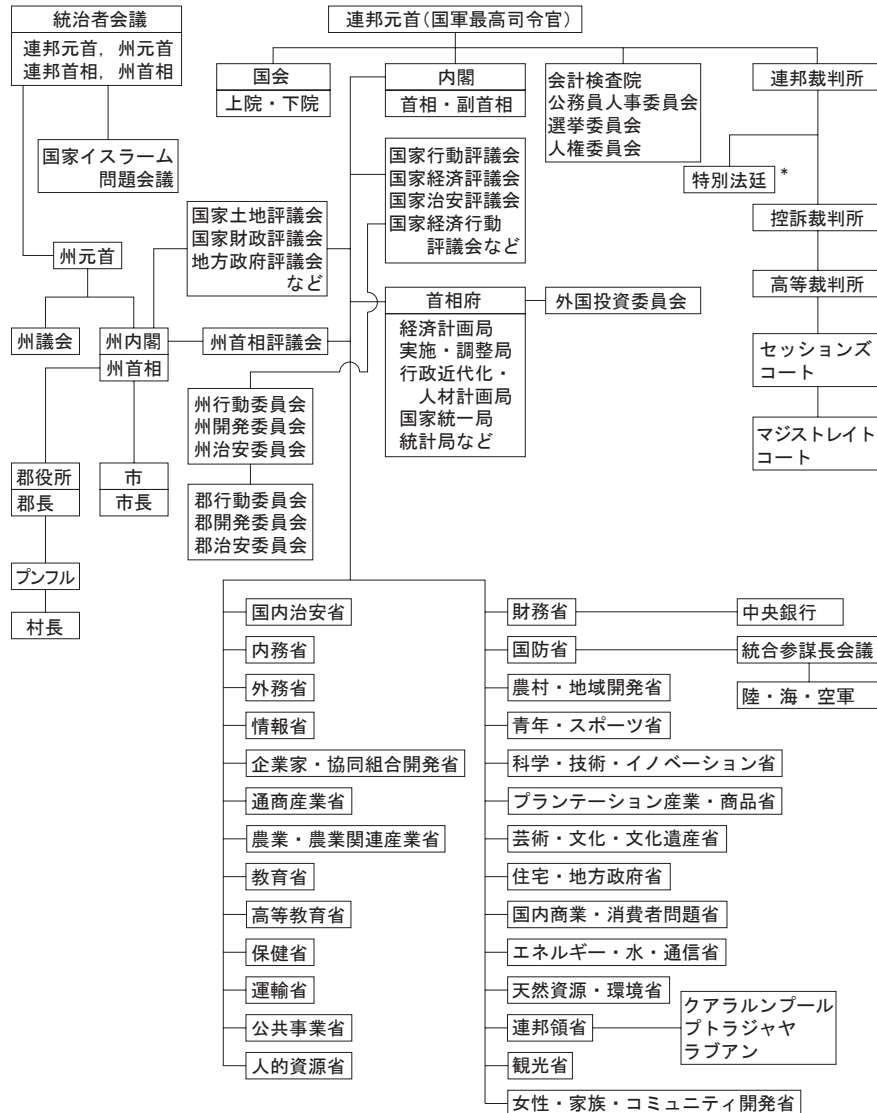 統治者会議
連邦元首，州元首
連邦首相，州首相
連邦元首（国軍最高司令官）
国会
上院・下院
内閣
首相・副首相
会計検査院
公務員人事委員会
選挙委員会
人権委員会
連邦裁判所
国家イスラーム
問題会議
国家行動評議会
国家経済評議会
国家治安評議会
国家経済行動
評議会など
特別法廷 *
国家土地評議会
国家財政評議会
地方政府評議会
など
控訴裁判所
州元首
高等裁判所
首相府
経済計画局
実施・調整局
行政近代化・
人材計画局
国家統一局
統計局など
外国投資委員会
州議会
州内閣
州首相
州首相評議会
セッションズ
コート
州行動委員会
州開発委員会
州治安委員会
マジストレイト
コート
郡役所
郡長
市
市長
郡行動委員会
郡開発委員会
郡治安委員会
プンフル
村長
国内治安省
内務省
外務省
情報省
企業家・協同組合開発省
通商産業省
農業・農業関連産業省
教育省
高等教育省
保健省
運輸省
公共事業省
人的資源省
財務省
中央銀行
国防省
統合参謀長会議
陸・海・空軍
農村・地域開発省
青年・スポーツ省
科学・技術・イノベーション省
プランテーション産業・商品省
芸術・文化・文化遺産省
住宅・地方政府省
国内商業・消費者問題省
エネルギー・水・通信省
天然資源・環境省
連邦領省
クアラルンプール
プトラジャヤ
ラブアン
観光省
女性・家族・コミュニティ開発省